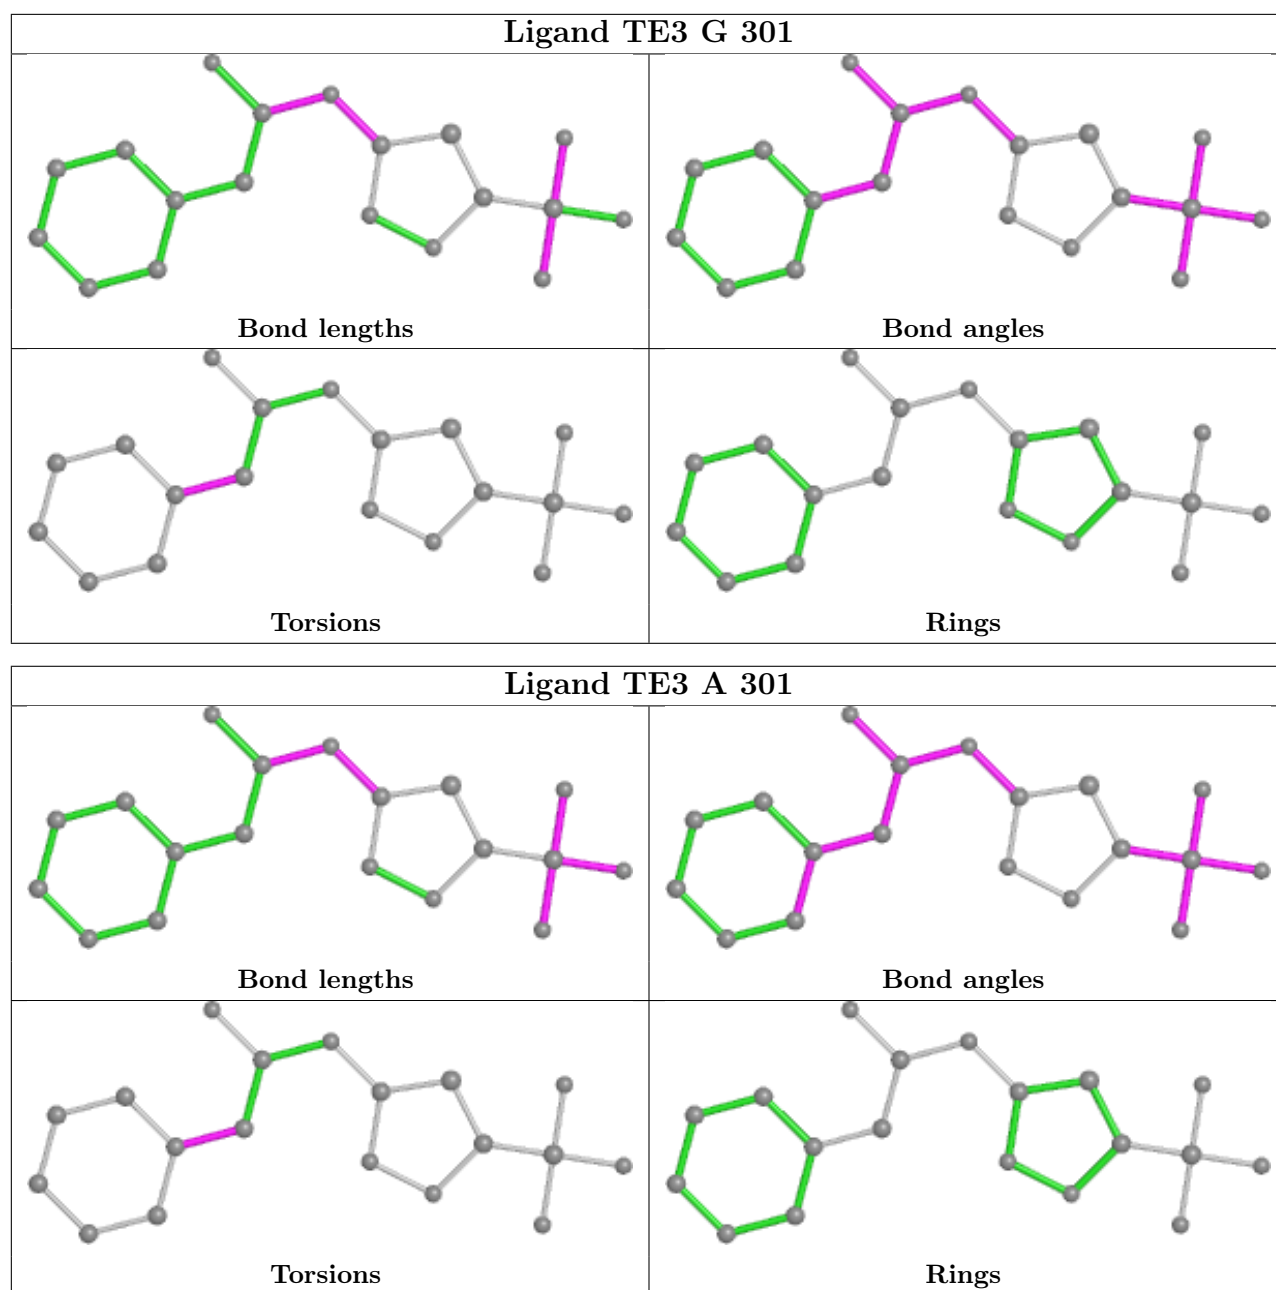 Ligand TE3 G 301
Bond lengths
Bond angles
Torsions
Rings
Ligand TE3 A 301
Bond lengths
Bond angles
Torsions
Rings